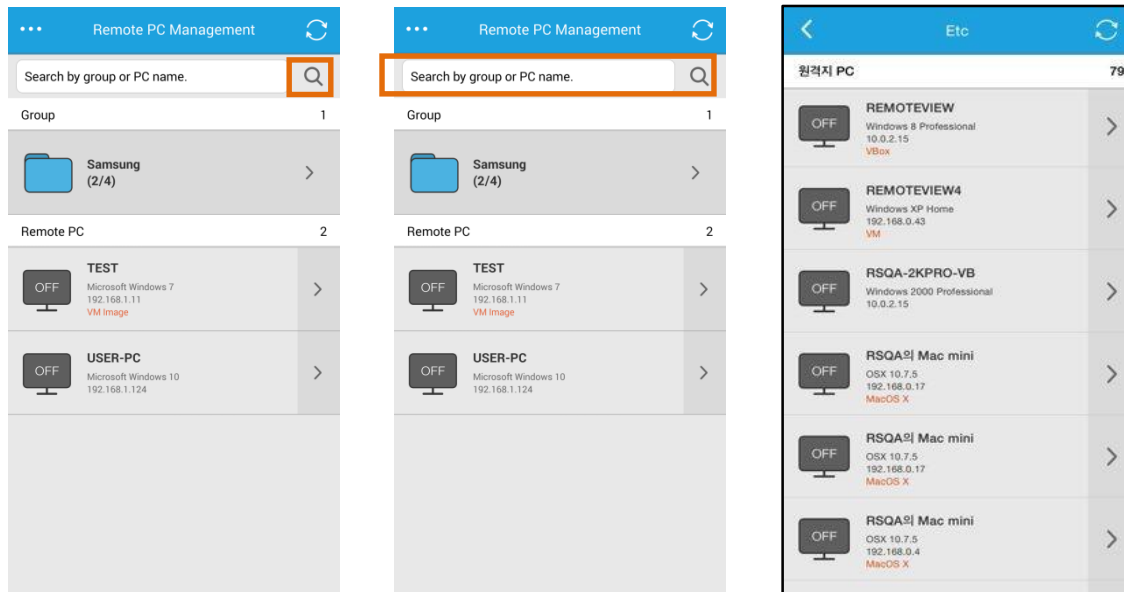 Remote PC Management
Search by group or PC name.
Group 1
Samsung
(2/4)
Remote PC 2
OFF
TEST
Microsoft Windows 7
192.168.1.11
VM Image
OFF
USER-PC
Microsoft Windows 10
192.168.1.124
Remote PC Management
Search by group or PC name.
Group 1
Samsung
(2/4)
Remote PC 2
OFF
TEST
Microsoft Windows 7
192.168.1.11
VM Image
OFF
USER-PC
Microsoft Windows 10
192.168.1.124
Etc
원격지 PC 79
OFF
REMOTEVIEW
Windows 8 Professional
10.0.2.15
VBox
OFF
REMOTEVIEW4
Windows XP Home
192.168.0.43
VM
OFF
RSQA-2KPRO-VB
Windows 2000 Professional
10.0.2.15
OFF
RSQA의 Mac mini
OSX 10.7.5
192.168.0.17
MacOS X
OFF
RSQA의 Mac mini
OSX 10.7.5
192.168.0.17
MacOS X
OFF
RSQA의 Mac mini
OSX 10.7.5
192.168.0.4
MacOS X